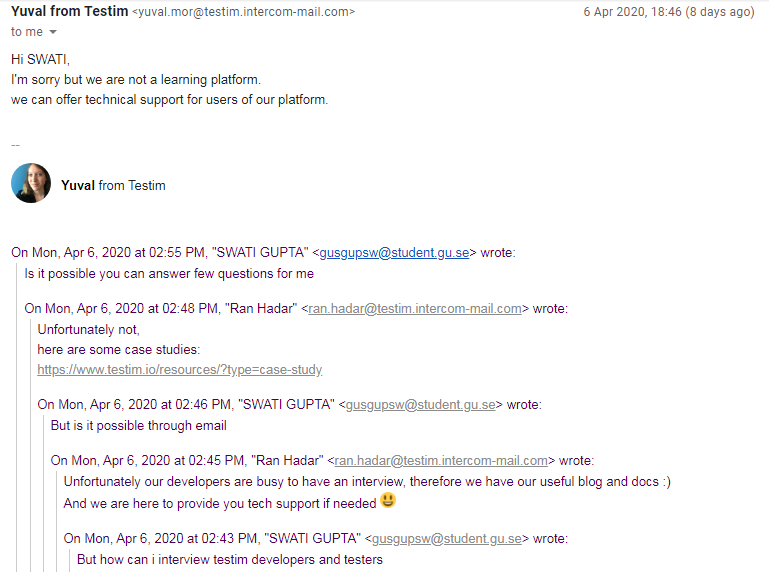 Yuval from Testim <yuval.mor@testim.intercom-mail.com>
6 Apr 2020, 18:46 (8 days ago)
to me
Hi SWATI,
I'm sorry but we are not a learning platform.
we can offer technical support for users of our platform.
--
Yuval from Testim
On Mon, Apr 6, 2020 at 02:55 PM, "SWATI GUPTA" <gusgupsw@student.gu.se> wrote:
Is it possible you can answer few questions for me
On Mon, Apr 6, 2020 at 02:48 PM, "Ran Hadar" <ran.hadar@testim.intercom-mail.com> wrote:
Unfortunately not,
here are some case studies:
https://www.testim.io/resources/?type=case-study
On Mon, Apr 6, 2020 at 02:46 PM, "SWATI GUPTA" <gusgupsw@student.gu.se> wrote:
But is it possible through email
On Mon, Apr 6, 2020 at 02:45 PM, "Ran Hadar" <ran.hadar@testim.intercom-mail.com> wrote:
Unfortunately our developers are busy to have an interview, therefore we have our useful blog and docs :)
And we are here to provide you tech support if needed 😃
On Mon, Apr 6, 2020 at 02:43 PM, "SWATI GUPTA" <gusgupsw@student.gu.se> wrote:
But how can i interview testim developers and testers